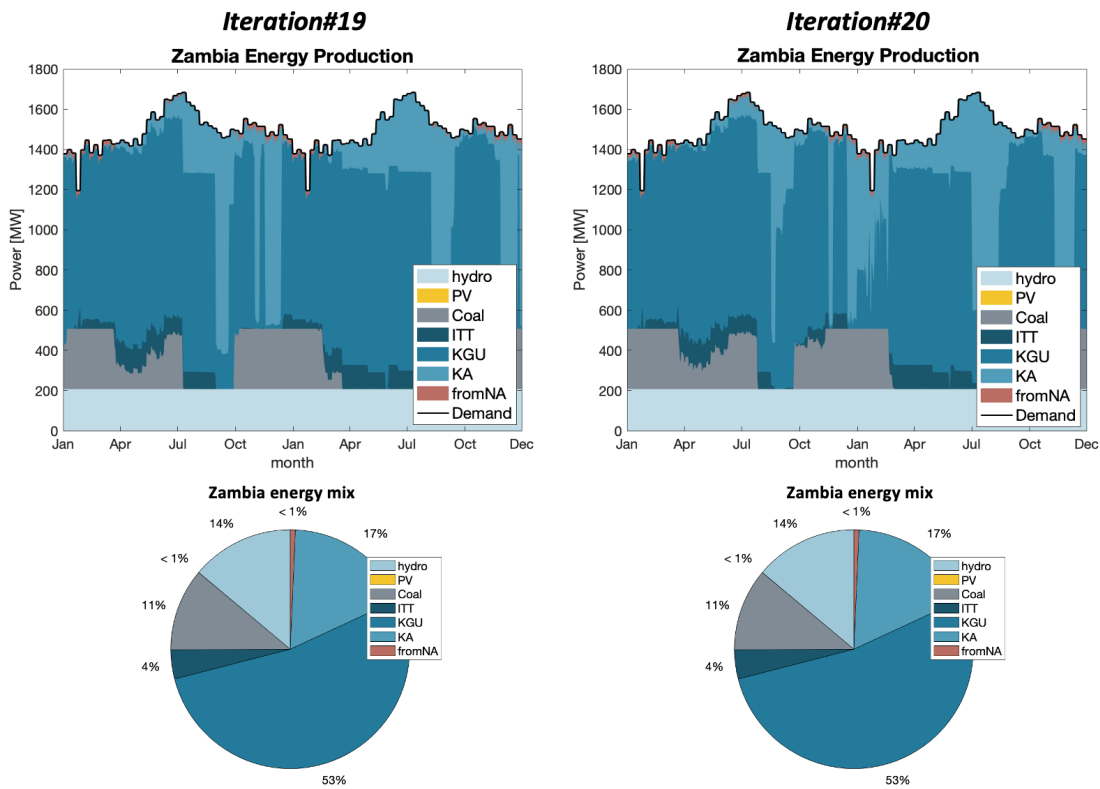 Iteration#19
Zambia Energy Production
1800
1600
1400
1200
1000
800
600
400
200
0
Power [MW]
Jan Apr Jul Oct Jan Apr Jul Oct Dec
month
hydro
PV
Coal
ITT
KGU
KA
fromNA
Demand
Iteration#20
Zambia Energy Production
1800
1600
1400
1200
1000
800
600
400
200
0
Power [MW]
Jan Apr Jul Oct Jan Apr Jul Oct Dec
month
hydro
PV
Coal
ITT
KGU
KA
fromNA
Demand
Zambia energy mix
< 1%
14%
17%
< 1%
11%
4%
53%
hydro
PV
Coal
ITT
KGU
KA
fromNA
Zambia energy mix
< 1%
14%
17%
< 1%
11%
4%
53%
hydro
PV
Coal
ITT
KGU
KA
fromNA